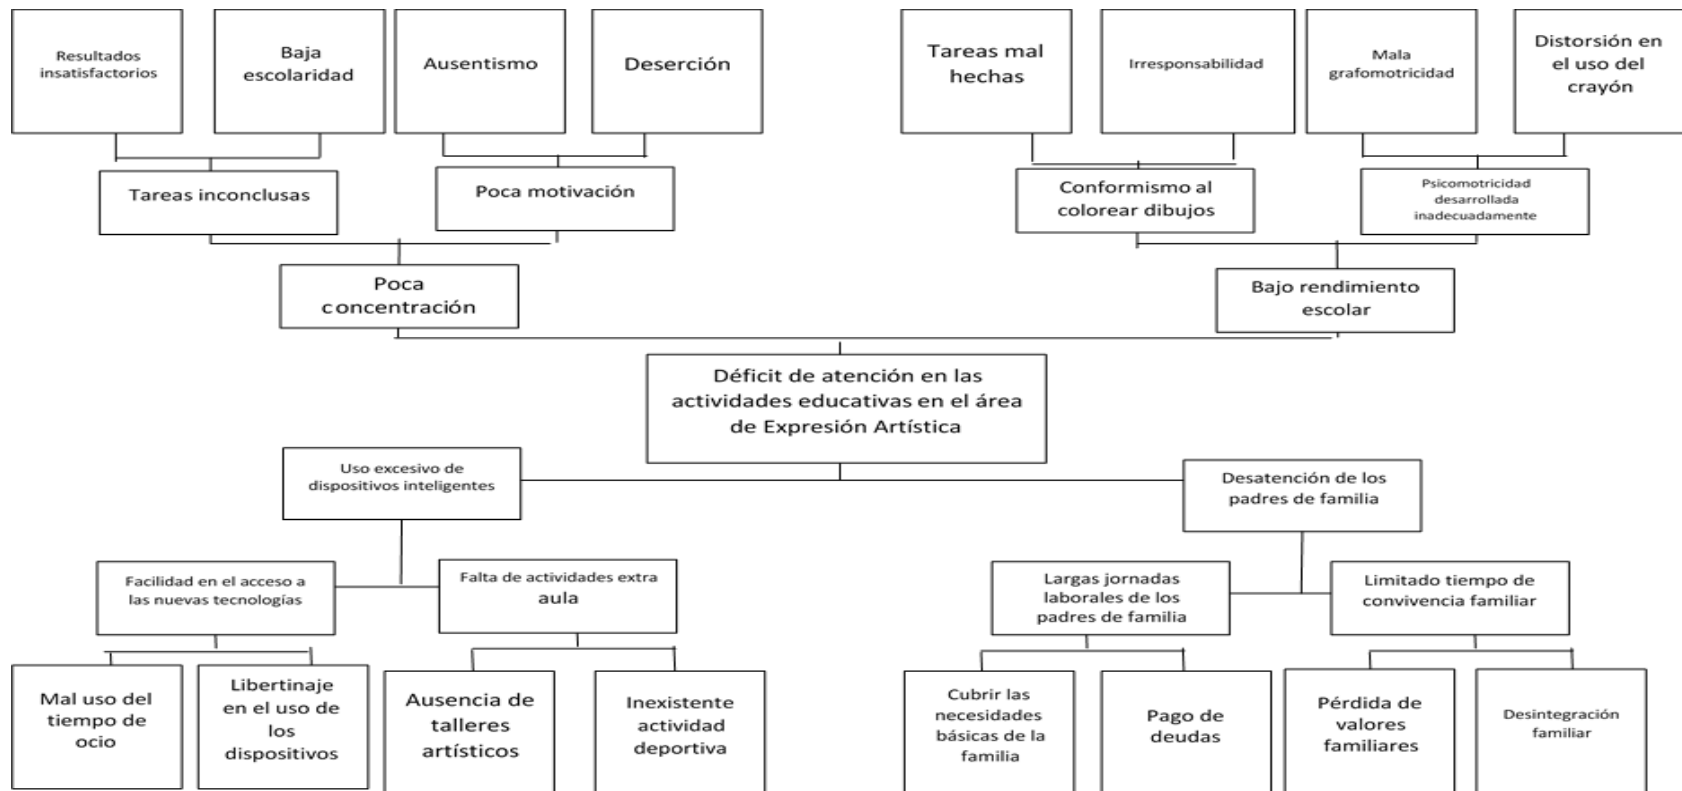 Resultados
insatisfactorios
Baja
escolaridad
Ausentismo
Deserción
Tareas mal
hechas
Irresponsabilidad
Mala
grafomotricidad
Distorsión en
el uso del
crayón
Tareas inconclusas
Poca motivación
Conformismo al
colorear dibujos
Psicomotricidad
desarrollada
inadecuadamente
Poca
concentración
Bajo rendimiento
escolar
Déficit de atención en las
actividades educativas en el área
de Expresión Artística
Uso excesivo de
dispositivos inteligentes
Desatención de los
padres de familia
Facilidad en el acceso a
las nuevas tecnologías
Falta de actividades extra
aula
Largas jornadas
laborales de los
padres de familia
Limitado tiempo de
convivencia familiar
Mal uso del
tiempo de
ocio
Libertinaje
en el uso de
los
dispositivos
Ausencia de
talleres
artísticos
Inexistente
actividad
deportiva
Cubrir las
necesidades
básicas de la
familia
Pago de
deudas
Pérdida de
valores
familiares
Desintegración
familiar